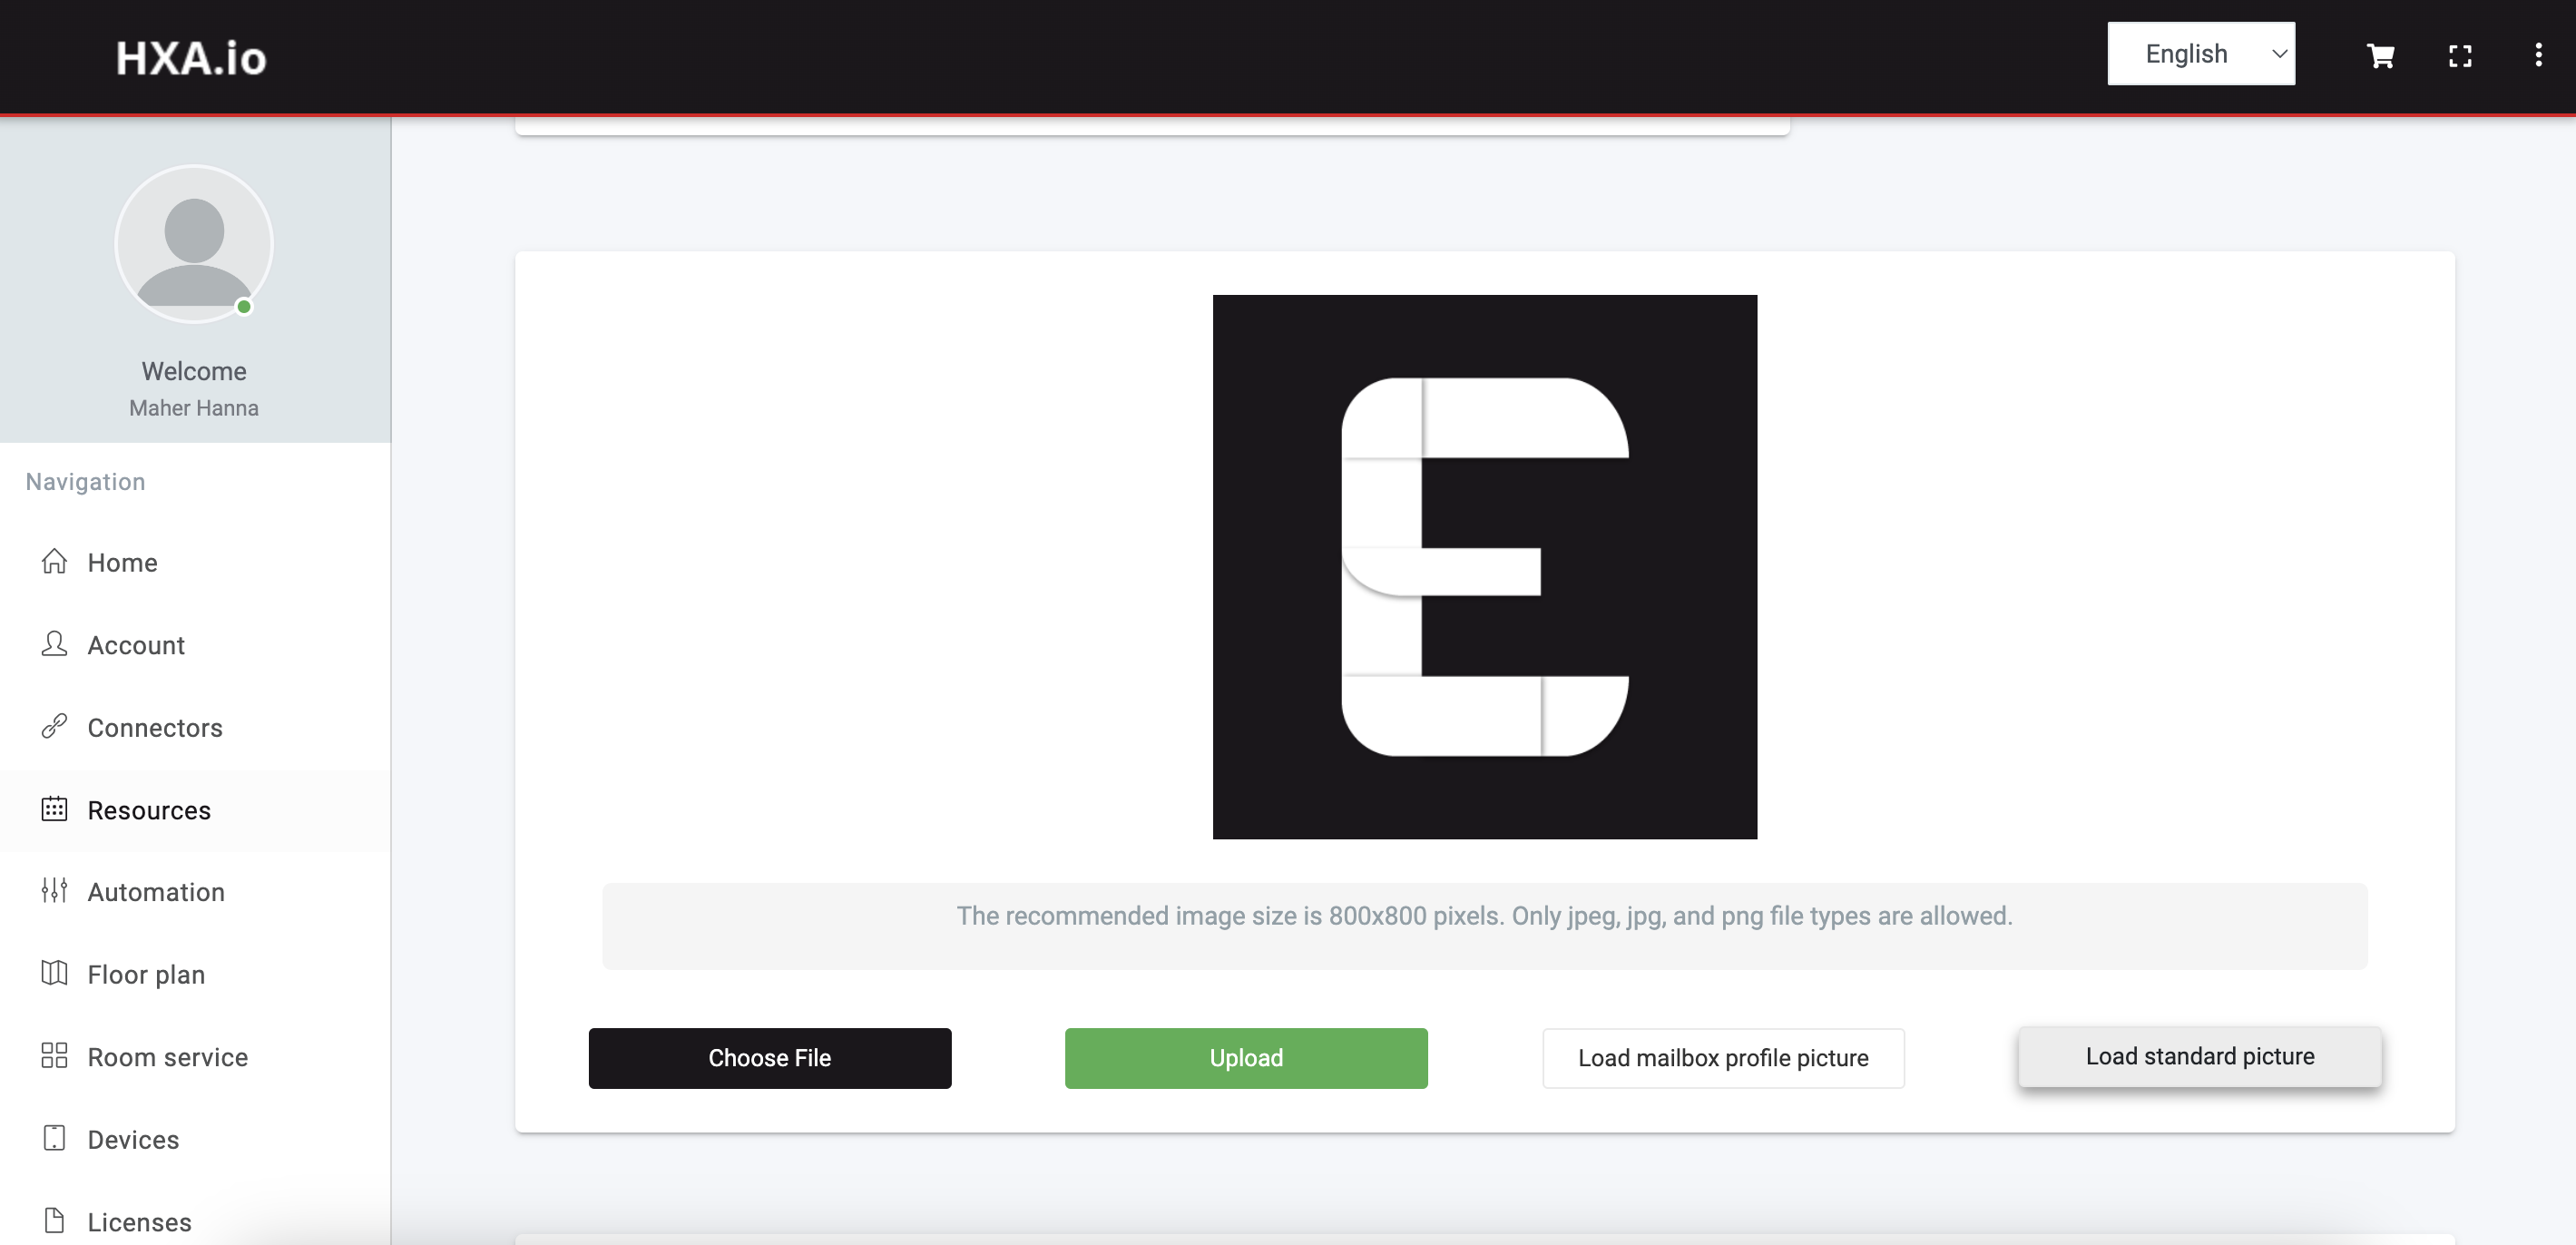 HXA.io
English
Welcome
Maher Hanna
Navigation
Home
Account
Connectors
Resources
Automation
Floor plan
Room service
Devices
Licenses
E
The recommended image size is 800x800 pixels. Only jpeg, jpg, and png file types are allowed.
Choose File
Upload
Load mailbox profile picture
Load standard picture